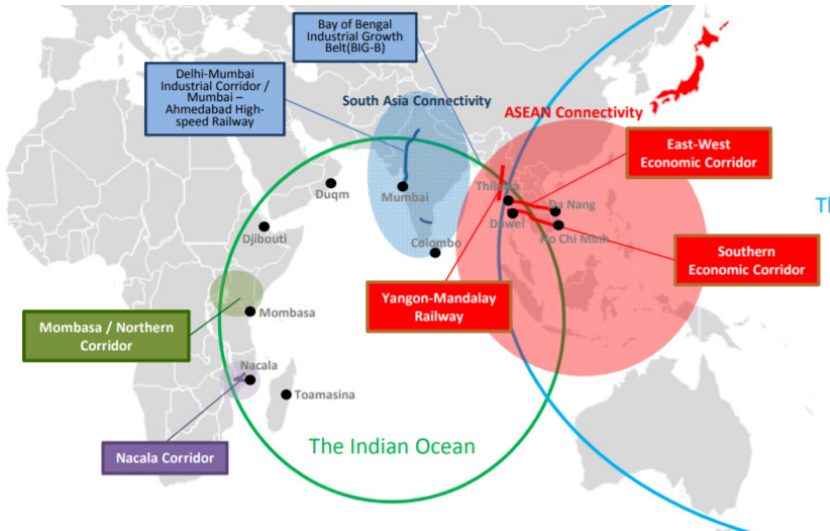 Bay of Bengal
Industrial Growth
Belt(BIG-B)
Delhi-Mumbai
Industrial Corridor /
Mumbai –
Ahmedabad High-
speed Railway
South Asia Connectivity
ASEAN Connectivity
East-West
Economic Corridor
Duqm
Mumbai
Thilawa
Da Nang
Dawei
Ho Chi Minh
Djibouti
Colombo
Southern
Economic Corridor
Yangon-Mandalay
Railway
Mombasa
Mombasa / Northern
Corridor
Nacala
Toamasina
The Indian Ocean
Nacala Corridor